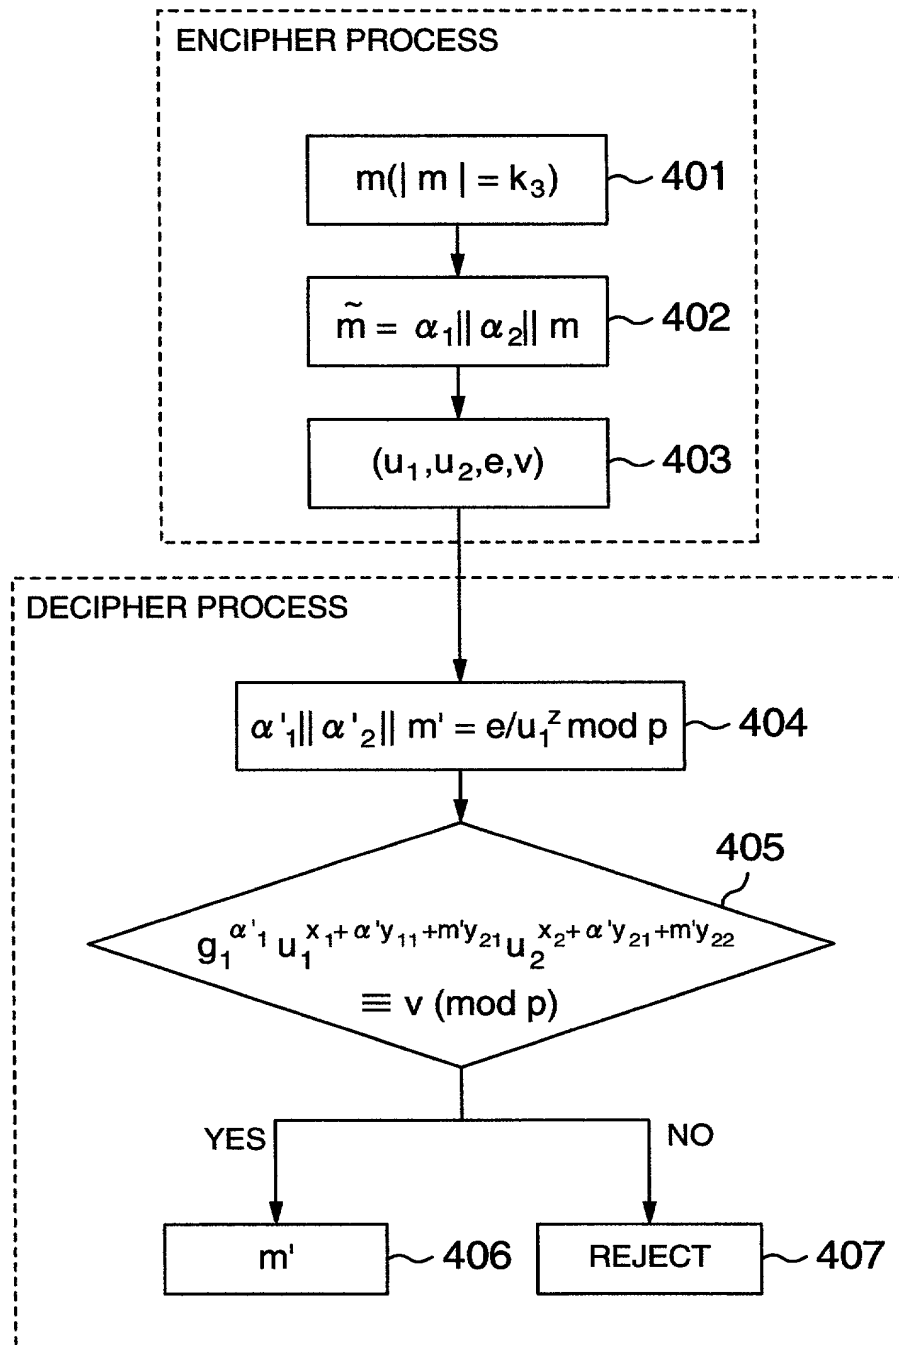 ENCIPHER PROCESS
m(| m | = k₃)
401
m̃ = α₁|| α₂|| m
402
(u₁,u₂,e,v)
403
DECIPHER PROCESS
α'₁|| α'₂|| m' = e/u₁ᶻ mod p
404
405
g₁^α'₁ u₁^x₁+α'y₁₁+m'y₂₁ u₂^x₂+α'y₂₁+m'y₂₂
≡ v (mod p)
YES
NO
m'
406
REJECT
407